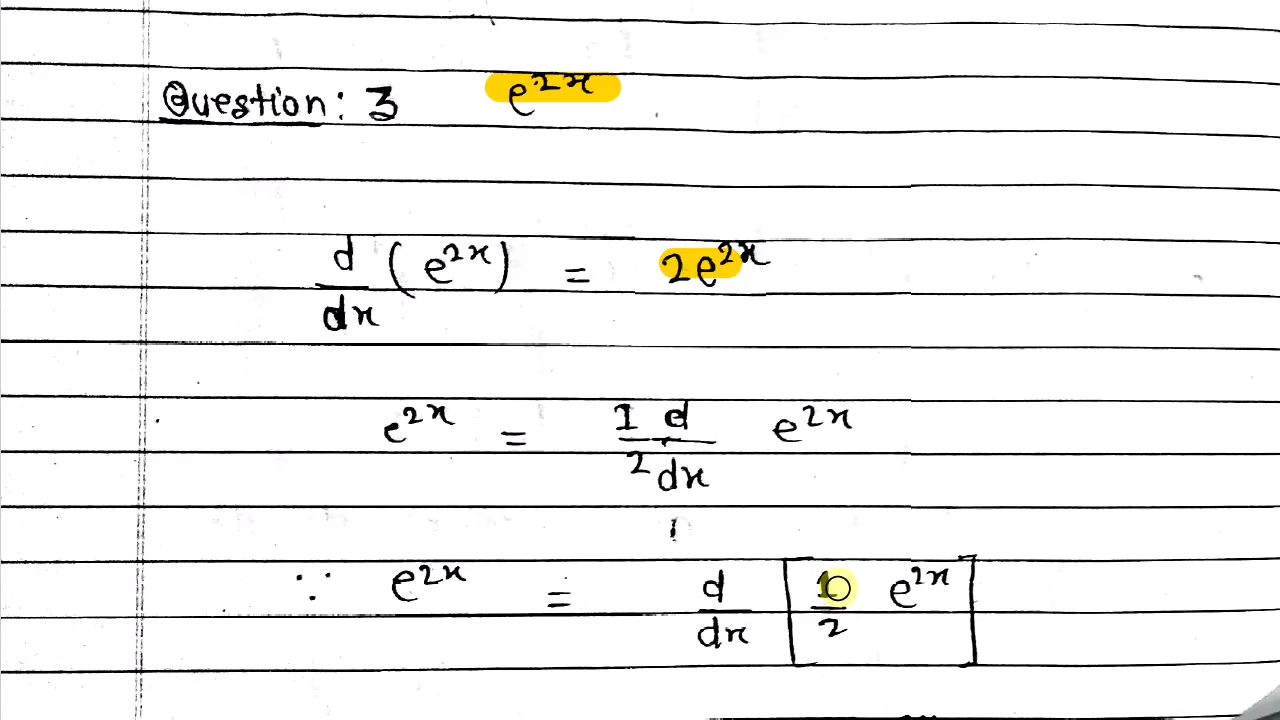 Question: 3 e^2x
d/dx (e^2x) = 2e^2x
e^2x = 1/2 d/dx e^2x
∵ e^2x = d/dx [1/2 e^2x]